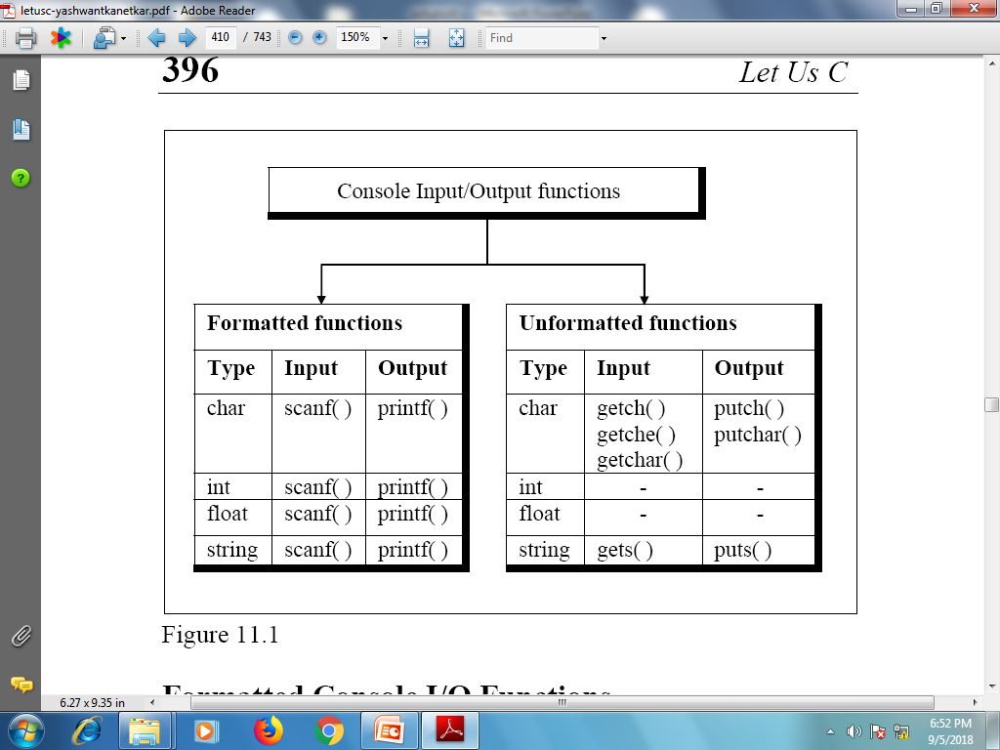 letusc-yashwantkanetkar.pdf - Adobe Reader
410 / 743 150% Find
396 Let Us C
Console Input/Output functions
Formatted functions
Type Input Output
char scanf( ) printf( )
int scanf( ) printf( )
float scanf( ) printf( )
string scanf( ) printf( )
Unformatted functions
Type Input Output
char getch( ) putch( )
getche( ) putchar( )
getchar( )
int - -
float - -
string gets( ) puts( )
Figure 11.1
Formatted Console I/O Functions
6.27 x 9.35 in
6:52 PM
9/5/2018